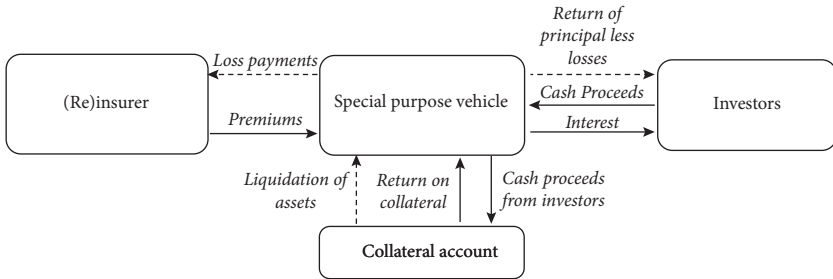 Return of
principal less
losses
Loss payments
(Re)insurer
Special purpose vehicle
Cash Proceeds
Investors
Premiums
Interest
Liquidation of
assets
Return on
collateral
Cash proceeds
from investors
Collateral account